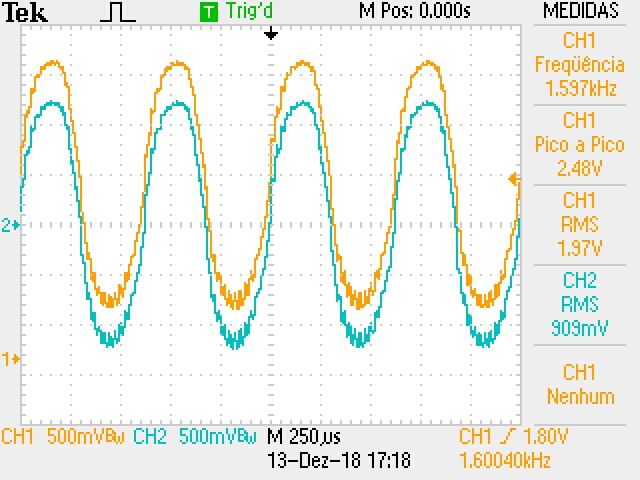 Tek Trig'd M Pos: 0.000s MEDIDAS
CH1
Freqüência
1.597kHz
CH1
Pico a Pico
2.48V
CH1
RMS
1.97V
CH2
RMS
909mV
CH1
Nenhum
2
1
CH1 500mVBw CH2 500mVBw M 250µs CH1 1.80V
13-Dez-18 17:18 1.60040kHz